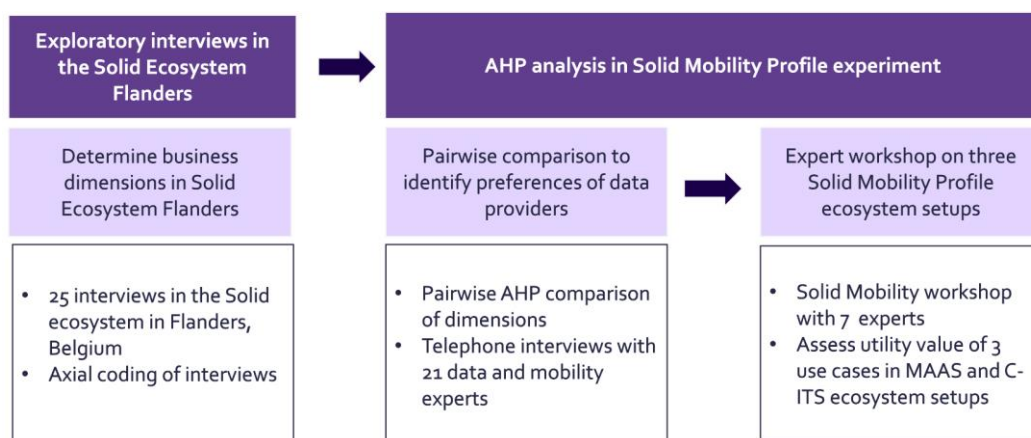 Exploratory interviews in
the Solid Ecosystem
Flanders
AHP analysis in Solid Mobility Profile experiment
Determine business
dimensions in Solid
Ecosystem Flanders
Pairwise comparison to
identify preferences of data
providers
Expert workshop on three
Solid Mobility Profile
ecosystem setups
• 25 interviews in the Solid
ecosystem in Flanders,
Belgium
• Axial coding of interviews
• Pairwise AHP comparison
of dimensions
• Telephone interviews with
21 data and mobility
experts
• Solid Mobility workshop
with 7 experts
• Assess utility value of 3
use cases in MAAS and C-
ITS ecosystem setups